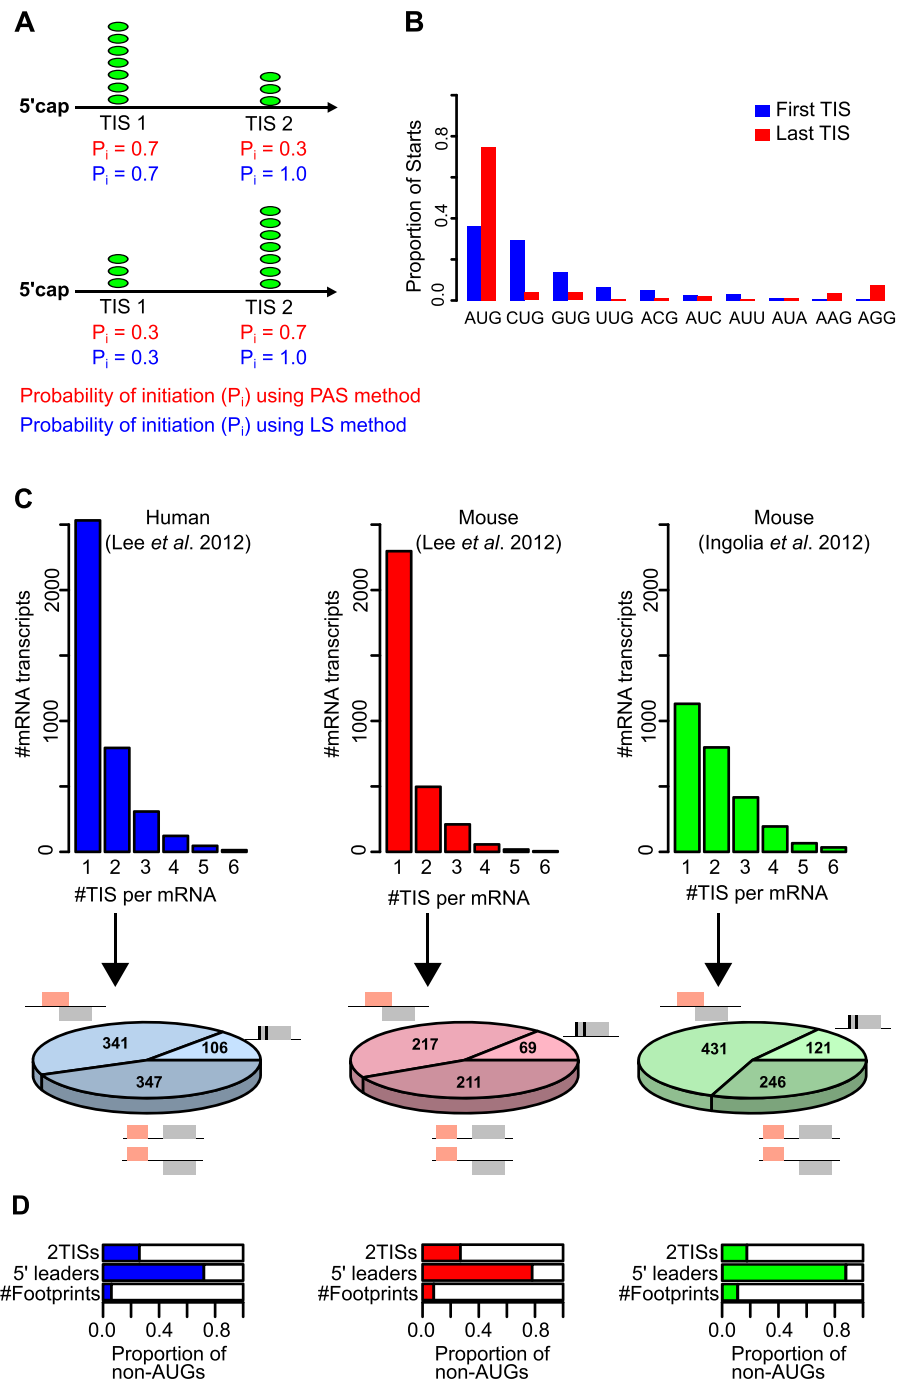 A
5'cap
TIS 1 TIS 2
Pi = 0.7 Pi = 0.3
Pi = 0.7 Pi = 1.0
5'cap
TIS 1 TIS 2
Pi = 0.3 Pi = 0.7
Pi = 0.3 Pi = 1.0
Probability of initiation (Pi) using PAS method
Probability of initiation (Pi) using LS method
B
Proportion of Starts
0.8
0.4
0.0
First TIS
Last TIS
AUG CUG GUG UUG ACG AUC AUU AUA AAG AGG
C
Human
(Lee et al. 2012)
#mRNA transcripts
2000
1000
0
1 2 3 4 5 6
#TIS per mRNA
Mouse
(Lee et al. 2012)
#mRNA transcripts
2000
1000
0
1 2 3 4 5 6
#TIS per mRNA
Mouse
(Ingolia et al. 2012)
#mRNA transcripts
2000
1000
0
1 2 3 4 5 6
#TIS per mRNA
341
106
347
217
69
211
431
121
246
D
2TISs
5' leaders
#Footprints
0.0 0.4 0.8
Proportion of
non-AUGs
2TISs
5' leaders
#Footprints
0.0 0.4 0.8
Proportion of
non-AUGs
2TISs
5' leaders
#Footprints
0.0 0.4 0.8
Proportion of
non-AUGs